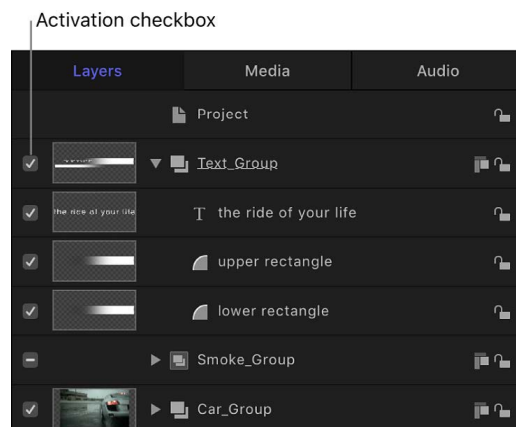 Activation checkbox
Layers Media Audio
Project
Text_Group
the ride of your life
the ride of your life
upper rectangle
lower rectangle
Smoke_Group
Car_Group